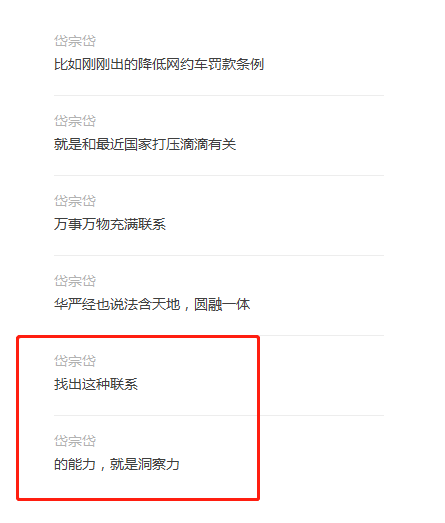 岱宗岱
比如刚刚出的降低网约车罚款条例
岱宗岱
就是和最近国家打压滴滴有关
岱宗岱
万事万物充满联系
岱宗岱
华严经也说法含天地，圆融一体
岱宗岱
找出这种联系
岱宗岱
的能力，就是洞察力